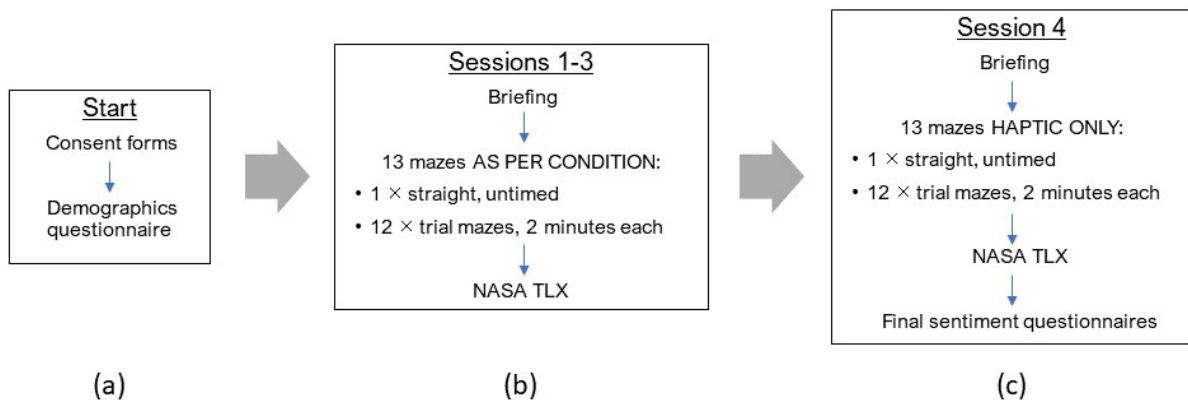 Start
Consent forms
Demographics
questionnaire
(a)
Sessions 1-3
Briefing
13 mazes AS PER CONDITION:
• 1 × straight, untimed
• 12 × trial mazes, 2 minutes each
NASA TLX
(b)
Session 4
Briefing
13 mazes HAPTIC ONLY:
• 1 × straight, untimed
• 12 × trial mazes, 2 minutes each
NASA TLX
Final sentiment questionnaires
(c)